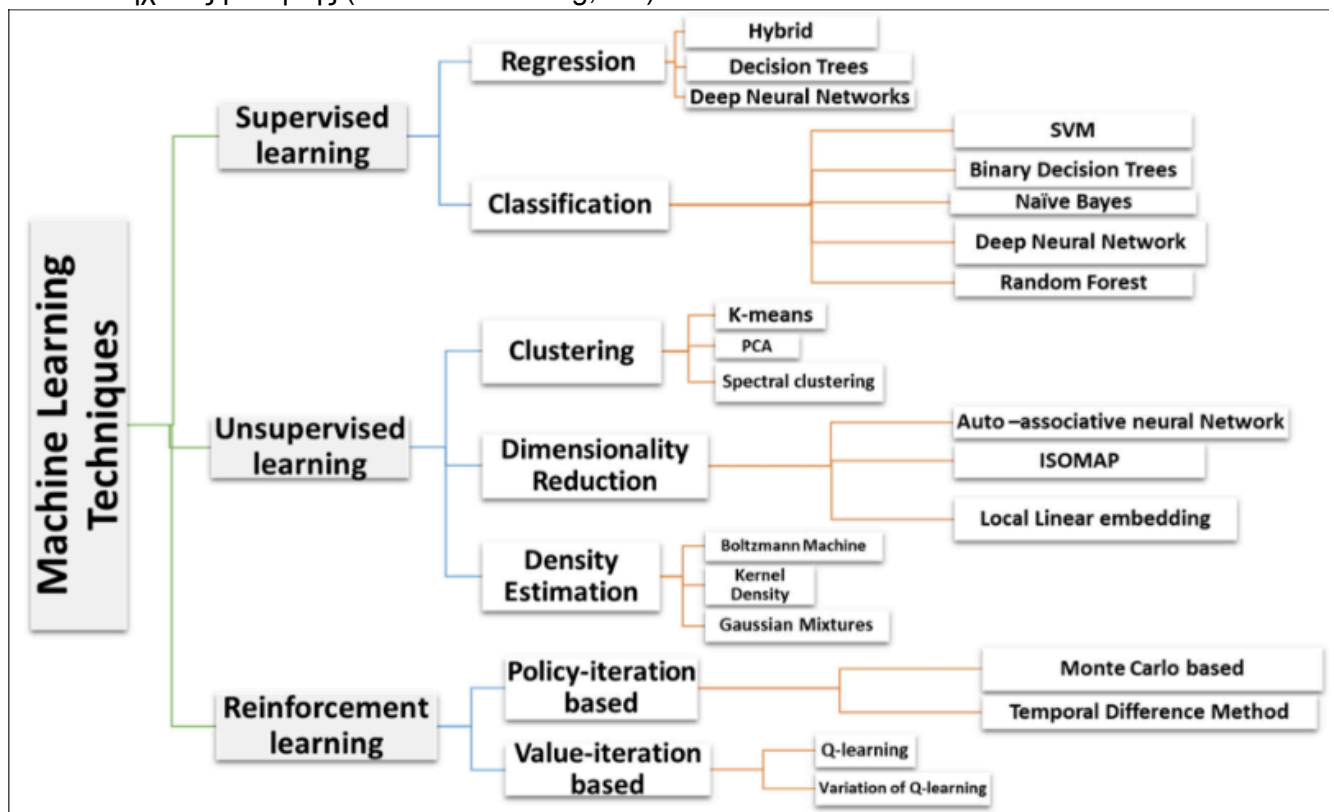 Machine Learning
Techniques
Supervised
learning
Regression
Hybrid
Decision Trees
Deep Neural Networks
Classification
SVM
Binary Decision Trees
Naïve Bayes
Deep Neural Network
Random Forest
Unsupervised
learning
Clustering
K-means
PCA
Spectral clustering
Dimensionality
Reduction
Auto –associative neural Network
ISOMAP
Local Linear embedding
Density
Estimation
Boltzmann Machine
Kernel
Density
Gaussian Mixtures
Reinforcement
learning
Policy-iteration
based
Monte Carlo based
Temporal Difference Method
Value-iteration
based
Q-learning
Variation of Q-learning